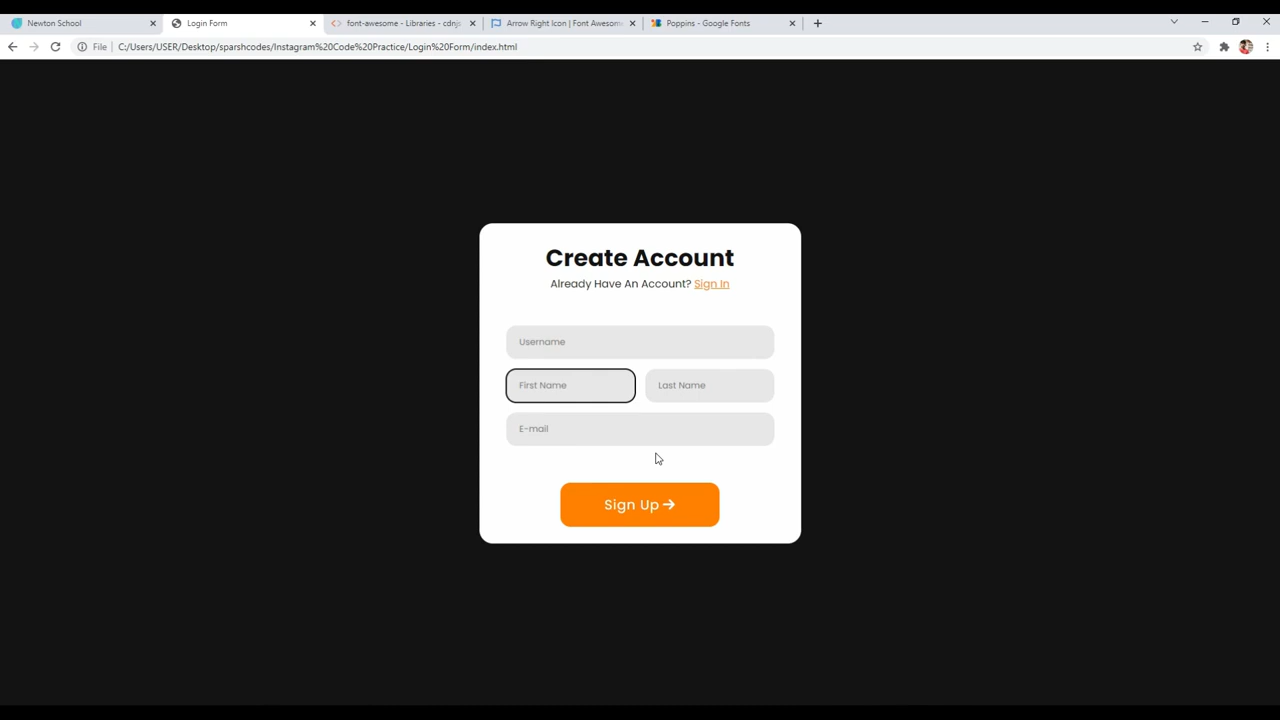 Newton School
Login Form
font-awesome - Libraries - cdnjs
Arrow Right Icon | Font Awesome
Poppins - Google Fonts
File
C:/Users/USER/Desktop/sparshcodes/Instagram%20Code%20Practice/Login%20Form/index.html
Create Account
Already Have An Account? Sign In
Username
First Name
Last Name
E-mail
Sign Up